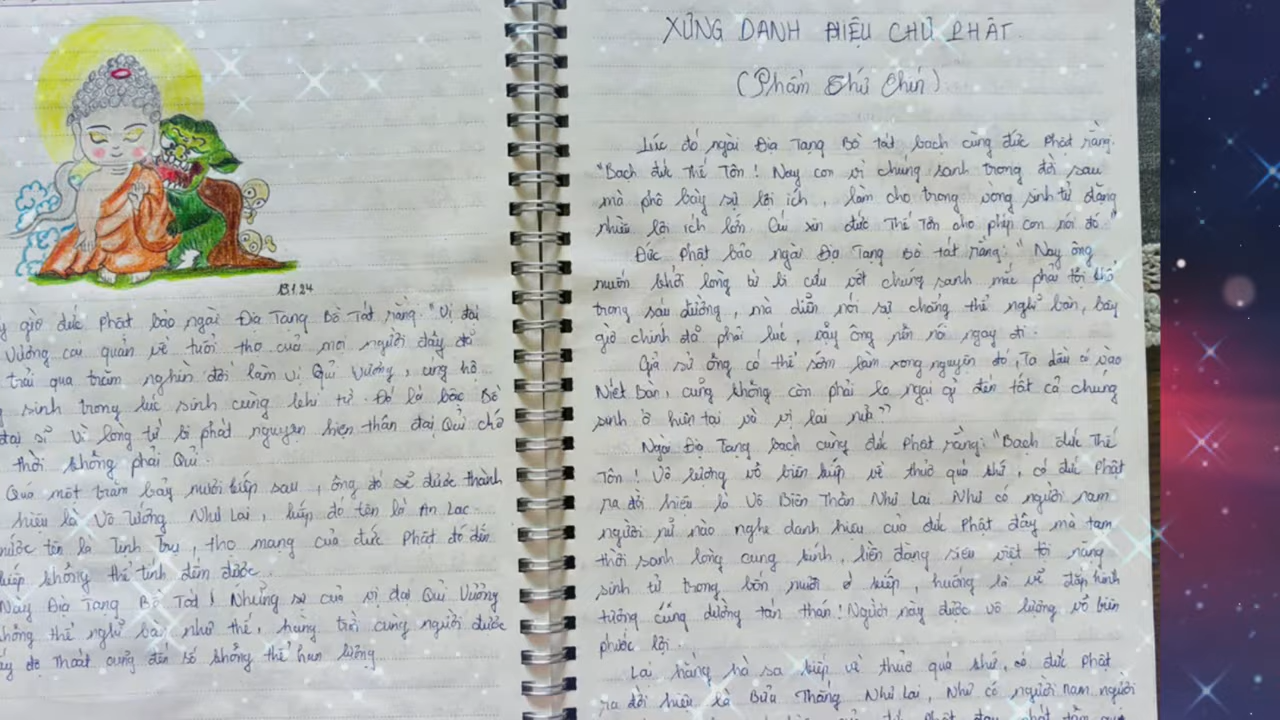 13.1.24
giờ đức Phật bảo ngài Địa Tạng Bồ Tát rằng: "Vị đại
Vương cai quản về tuổi thọ của mọi người đây đã
trải qua trăm nghìn đời làm vị Quỉ Vương, ủng hộ
sinh trong lúc sinh cùng khi tử. Đó là bậc Bồ
đại sĩ vì lòng từ bi phát nguyện hiện thân đại Quỉ chứ
thời không phải Quỉ.
Quá một trăm bảy mươi kiếp sau, ông đó sẽ được thành
hiệu là Vô Tướng Như Lai, kiếp đó tên là An Lạc
nước tên là Tịnh Trụ, thọ mạng của đức Phật đó đến
kiếp không thể tính đếm được.
Này Địa Tạng Bồ Tát! Những sự của vị đại Quỉ Vương
không thể nghĩ bàn như thế, hàng trời cùng người được
độ thoát cũng đến số không thể hạn lượng.
XƯNG DANH HIỆU CHƯ PHẬT
(Phẩm Thứ Chín)
Lúc đó ngài Địa Tạng Bồ tát bạch cùng đức Phật rằng:
"Bạch đức Thế Tôn! Nay con vì chúng sanh trong đời sau
mà phô bày sự lợi ích, làm cho trong vòng sinh tử đặng
nhiều lợi ích lớn. Cúi xin đức Thế Tôn cho phép con nói đó"
Đức Phật bảo ngài Địa Tạng Bồ tát rằng: "Nay ông
muốn khởi lòng từ bi cứu vớt chúng sanh mắc phải tội khổ
trong sáu đường, mà diễn nói sự chẳng thể nghĩ bàn, bây
giờ chính đã phải lúc, vậy ông nên nói ngay đi.
Giả sử ông có thể sớm làm xong nguyện đó, Ta dầu có vào
Niết bàn, cũng không còn phải lo ngại gì đến tất cả chúng
sinh ở hiện tại và vị lai nữa"
Ngài Địa Tạng bạch cùng đức Phật rằng: "Bạch đức Thế
Tôn! Vô lượng vô biên kiếp về thuở quá khứ, có đức Phật
ra đời hiệu là Vô Biên Thân Như Lai. Như có người nam
người nữ nào nghe danh hiệu của đức Phật đây mà tạm
thời sanh lòng cung kính, liền đặng siêu việt tội nặng
sinh tử trong bốn mươi ở kiếp, huống là vẽ đắp hình
tượng cúng dường tán thán! Người này được vô lượng vô biên
phước lợi.
Lại hằng hà sa kiếp về thuở quá khứ, có đức Phật
ra đời hiệu là Bửu Thắng Như Lai, Như có người nam người